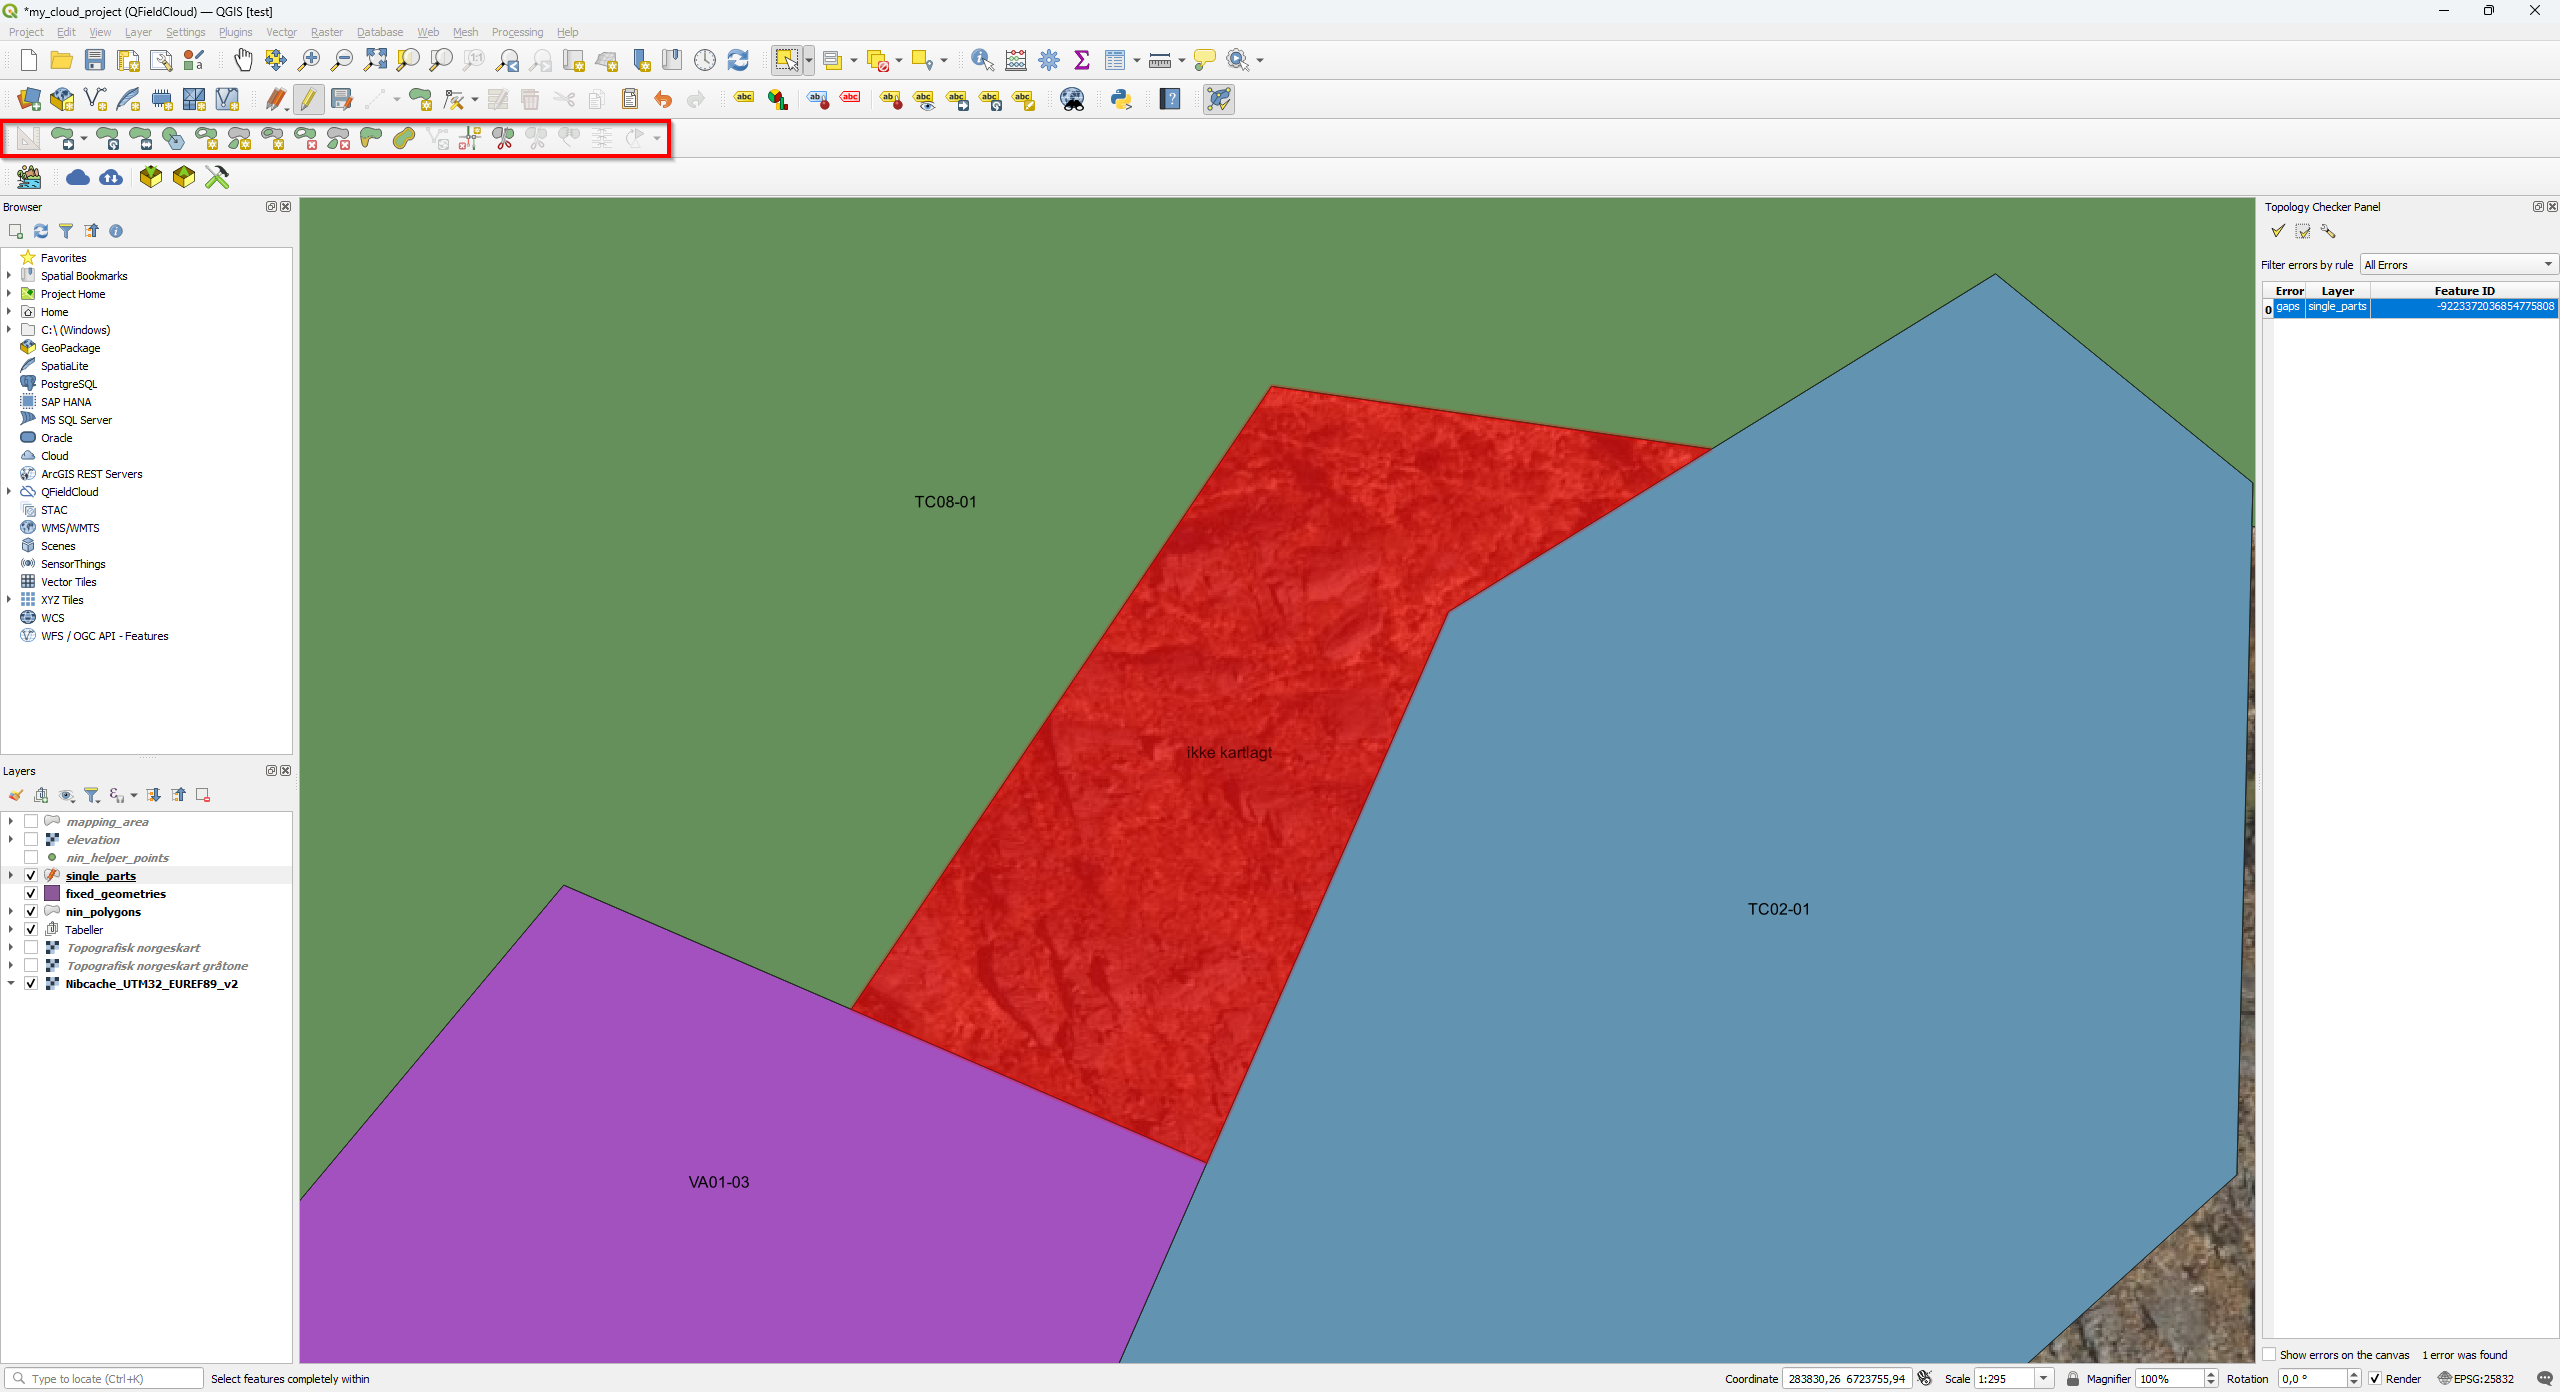 *my_cloud_project (QFieldCloud) — QGIS [test]
Project Edit View Layer Settings Plugins Vector Raster Database Web Mesh Processing Help
Browser
Favorites
Spatial Bookmarks
Project Home
Home
C:\ (Windows)
GeoPackage
SpatiaLite
PostgreSQL
SAP HANA
MS SQL Server
Oracle
Cloud
ArcGIS REST Servers
QFieldCloud
STAC
WMS/WMTS
Scenes
SensorThings
Vector Tiles
XYZ Tiles
WCS
WFS / OGC API - Features
Layers
mapping_area
elevation
nin_helper_points
single_parts
fixed_geometries
nin_polygons
Tabeller
Topografisk norgeskart
Topografisk norgeskart gråtone
Nibcache_UTM32_EUREF89_v2
TC08-01
ikke kartlagt
TC02-01
VA01-03
Topology Checker Panel
Filter errors by rule All Errors
Error Layer Feature ID
0 gaps single_parts -9223372036854775808
Show errors on the canvas 1 error was found
Type to locate (Ctrl+K) Select features completely within Coordinate 283830,26 6723755,94 Scale 1:295 Magnifier 100% Rotation 0,0 ° Render EPSG:25832